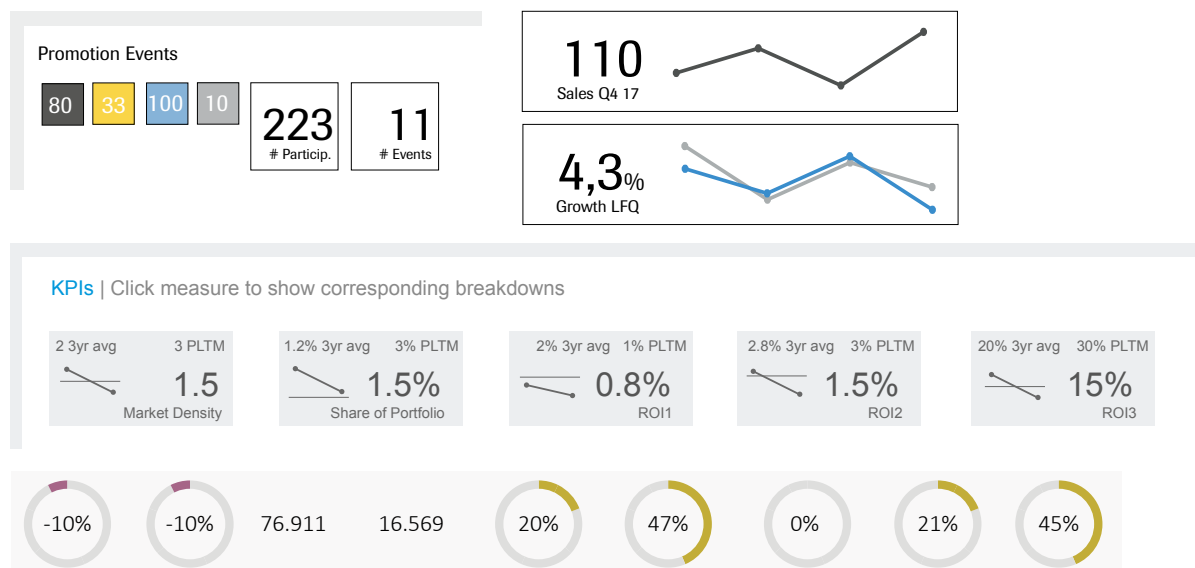 Promotion Events
80 33 100 10
223
# Particip.
11
# Events
110
Sales Q4 17
4,3%
Growth LFQ
KPIs | Click measure to show corresponding breakdowns
2 3yr avg 3 PLTM
1.5
Market Density
1.2% 3yr avg 3% PLTM
1.5%
Share of Portfolio
2% 3yr avg 1% PLTM
0.8%
ROI1
2.8% 3yr avg 3% PLTM
1.5%
ROI2
20% 3yr avg 30% PLTM
15%
ROI3
-10% -10% 76.911 16.569 20% 47% 0% 21% 45%